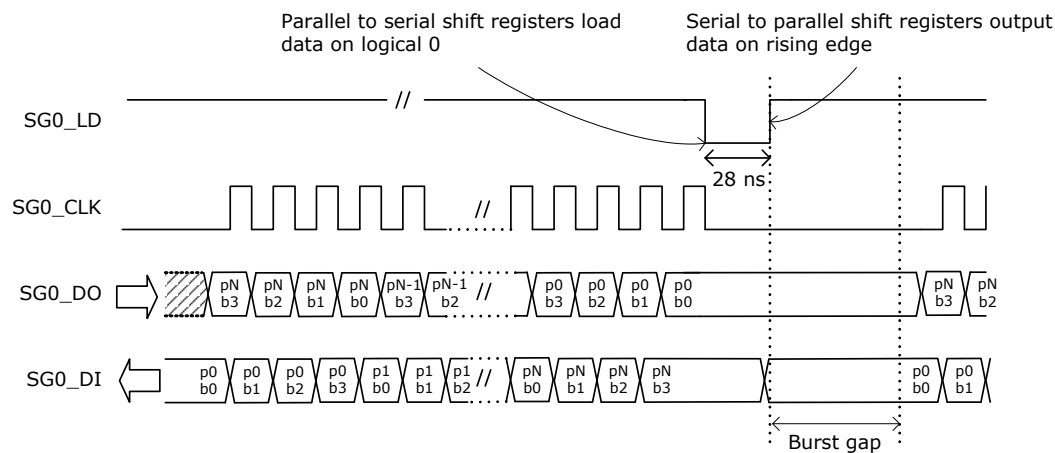 Parallel to serial shift registers load
data on logical 0
Serial to parallel shift registers output
data on rising edge
SG0_LD
//
28 ns
SG0_CLK
//
SG0_DO
pN b3
pN b2
pN b1
pN b0
pN-1 b3
pN-1 b2
//
p0 b3
p0 b2
p0 b1
p0 b0
pN b3
pN b2
SG0_DI
p0 b0
p0 b1
p0 b2
p0 b3
p1 b0
p1 b1
p1 b2
//
pN b0
pN b1
pN b2
pN b3
p0 b0
p0 b1
Burst gap